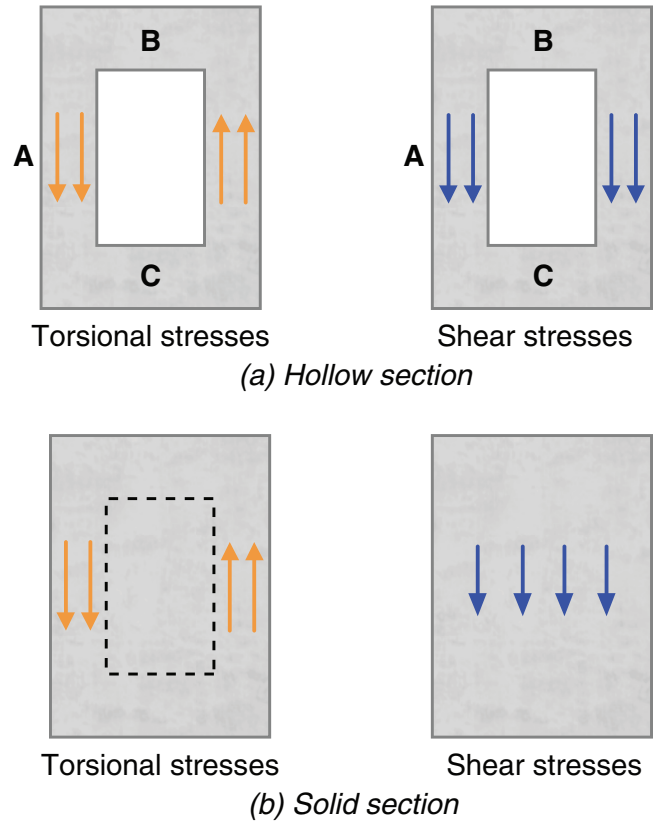 B
B
A
A
C
C
Torsional stresses
Shear stresses
(a) Hollow section
Torsional stresses
Shear stresses
(b) Solid section